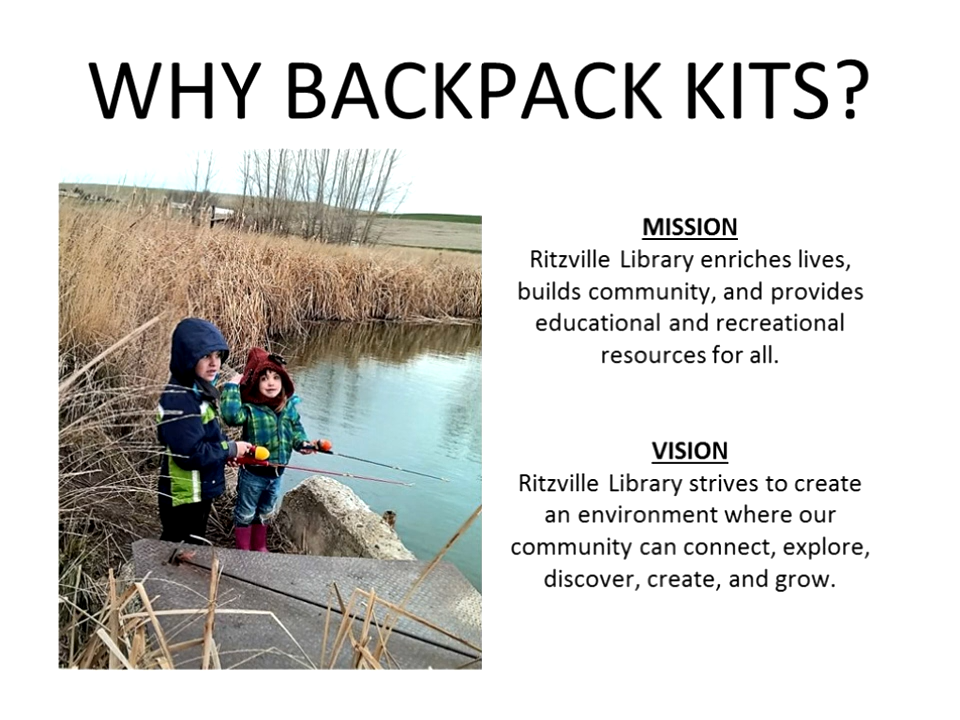 WHY BACKPACK KITS?
MISSION
Ritzville Library enriches lives,
builds community, and provides
educational and recreational
resources for all.
VISION
Ritzville Library strives to create
an environment where our
community can connect, explore,
discover, create, and grow.